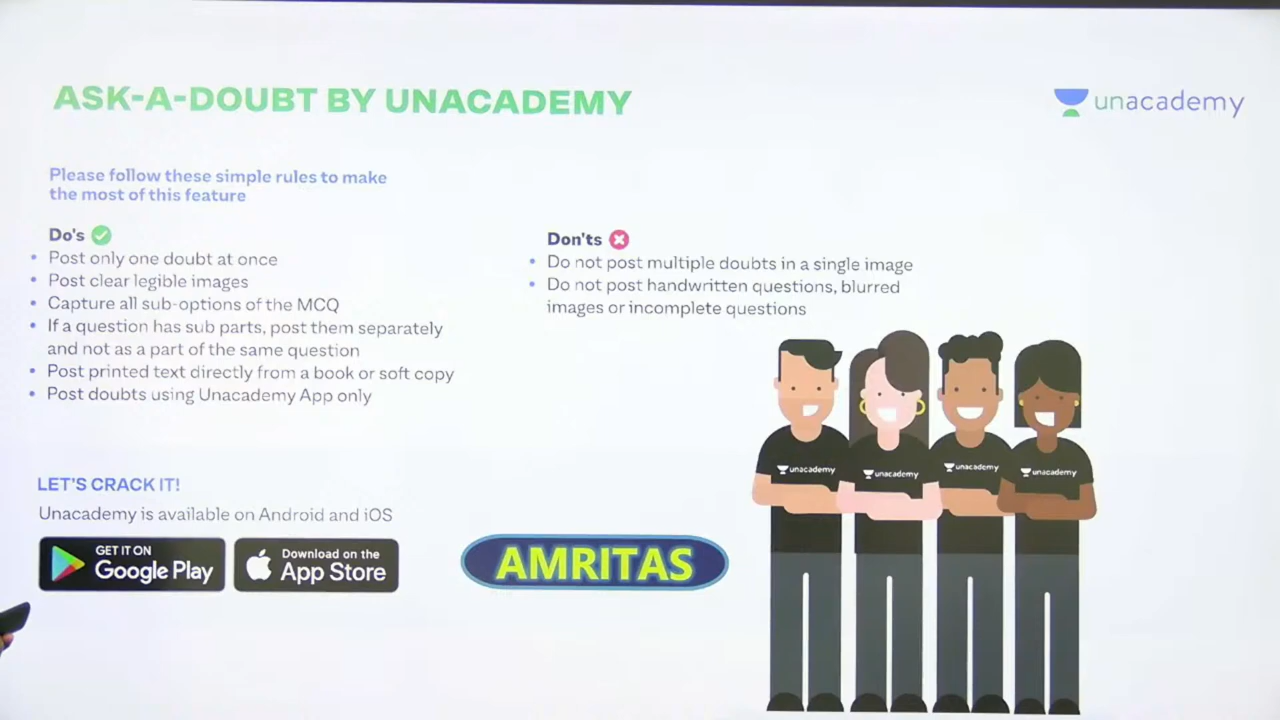 ASK-A-DOUBT BY UNACADEMY
unacademy
Please follow these simple rules to make
the most of this feature
Do's
• Post only one doubt at once
• Post clear legible images
• Capture all sub-options of the MCQ
• If a question has sub parts, post them separately
and not as a part of the same question
• Post printed text directly from a book or soft copy
• Post doubts using Unacademy App only
Don'ts
• Do not post multiple doubts in a single image
• Do not post handwritten questions, blurred
images or incomplete questions
unacademy
unacademy
unacademy
unacademy
LET'S CRACK IT!
Unacademy is available on Android and iOS
GET IT ON
Google Play
Download on the
App Store
AMRITAS